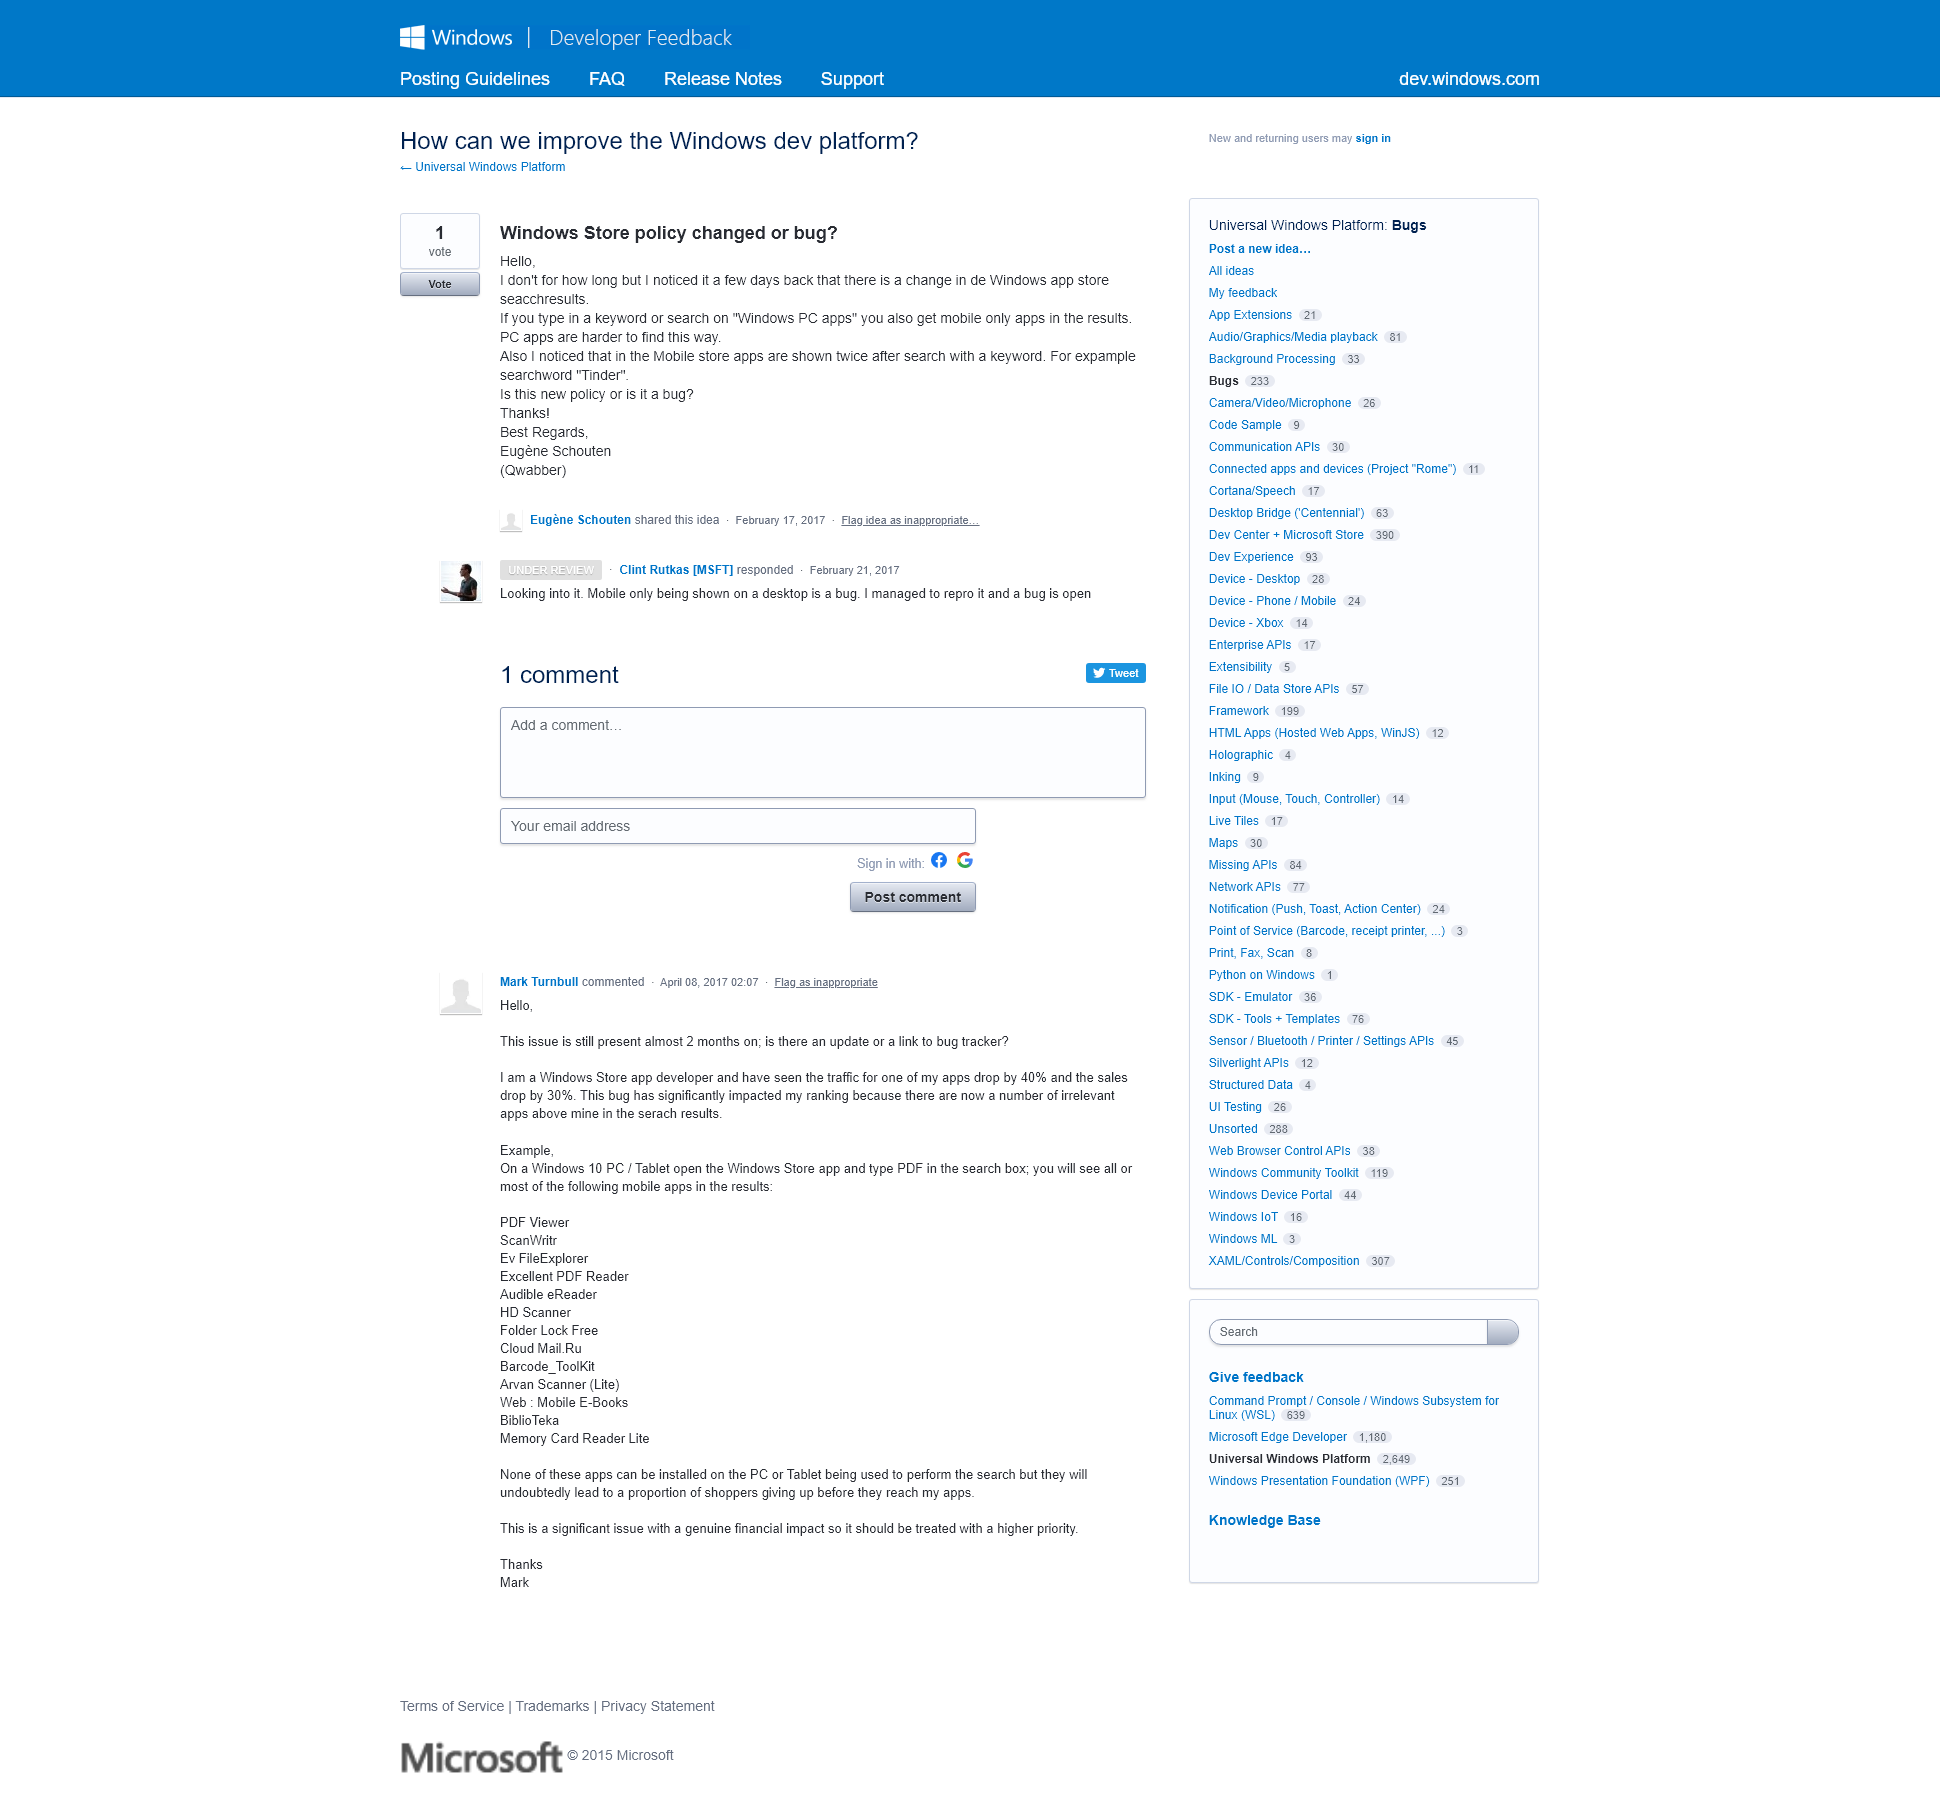 Windows | Developer Feedback
Posting Guidelines FAQ Release Notes Support dev.windows.com
How can we improve the Windows dev platform?
← Universal Windows Platform
New and returning users may sign in
1
vote
Vote
Windows Store policy changed or bug?
Hello,
I don't for how long but I noticed it a few days back that there is a change in de Windows app store
seacchresults.
If you type in a keyword or search on "Windows PC apps" you also get mobile only apps in the results.
PC apps are harder to find this way.
Also I noticed that in the Mobile store apps are shown twice after search with a keyword. For expample
searchword "Tinder".
Is this new policy or is it a bug?
Thanks!
Best Regards,
Eugène Schouten
(Qwabber)
Eugène Schouten shared this idea · February 17, 2017 · Flag idea as inappropriate…
UNDER REVIEW · Clint Rutkas [MSFT] responded · February 21, 2017
Looking into it. Mobile only being shown on a desktop is a bug. I managed to repro it and a bug is open
1 comment
Tweet
Add a comment…
Your email address
Sign in with:
Post comment
Mark Turnbull commented · April 08, 2017 02:07 · Flag as inappropriate
Hello,
This issue is still present almost 2 months on; is there an update or a link to bug tracker?
I am a Windows Store app developer and have seen the traffic for one of my apps drop by 40% and the sales
drop by 30%. This bug has significantly impacted my ranking because there are now a number of irrelevant
apps above mine in the serach results.
Example,
On a Windows 10 PC / Tablet open the Windows Store app and type PDF in the search box; you will see all or
most of the following mobile apps in the results:
PDF Viewer
ScanWritr
Ev FileExplorer
Excellent PDF Reader
Audible eReader
HD Scanner
Folder Lock Free
Cloud Mail.Ru
Barcode_ToolKit
Arvan Scanner (Lite)
Web : Mobile E-Books
BiblioTeka
Memory Card Reader Lite
None of these apps can be installed on the PC or Tablet being used to perform the search but they will
undoubtedly lead to a proportion of shoppers giving up before they reach my apps.
This is a significant issue with a genuine financial impact so it should be treated with a higher priority.
Thanks
Mark
Universal Windows Platform: Bugs
Post a new idea…
All ideas
My feedback
App Extensions 21
Audio/Graphics/Media playback 81
Background Processing 33
Bugs 233
Camera/Video/Microphone 26
Code Sample 9
Communication APIs 30
Connected apps and devices (Project "Rome") 11
Cortana/Speech 17
Desktop Bridge ('Centennial') 63
Dev Center + Microsoft Store 390
Dev Experience 93
Device - Desktop 28
Device - Phone / Mobile 24
Device - Xbox 14
Enterprise APIs 17
Extensibility 5
File IO / Data Store APIs 57
Framework 199
HTML Apps (Hosted Web Apps, WinJS) 12
Holographic 4
Inking 9
Input (Mouse, Touch, Controller) 14
Live Tiles 17
Maps 30
Missing APIs 84
Network APIs 77
Notification (Push, Toast, Action Center) 24
Point of Service (Barcode, receipt printer, ...) 3
Print, Fax, Scan 8
Python on Windows 1
SDK - Emulator 36
SDK - Tools + Templates 76
Sensor / Bluetooth / Printer / Settings APIs 45
Silverlight APIs 12
Structured Data 4
UI Testing 26
Unsorted 288
Web Browser Control APIs 38
Windows Community Toolkit 119
Windows Device Portal 44
Windows IoT 16
Windows ML 3
XAML/Controls/Composition 307
Search
Give feedback
Command Prompt / Console / Windows Subsystem for
Linux (WSL) 639
Microsoft Edge Developer 1,180
Universal Windows Platform 2,649
Windows Presentation Foundation (WPF) 251
Knowledge Base
Terms of Service | Trademarks | Privacy Statement
Microsoft © 2015 Microsoft